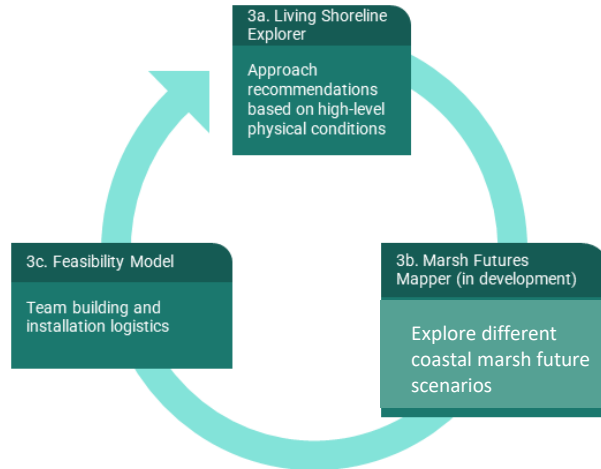 3a. Living Shoreline
Explorer
Approach
recommendations
based on high-level
physical conditions
3b. Marsh Futures
Mapper (in development)
Explore different
coastal marsh future
scenarios
3c. Feasibility Model
Team building and
installation logistics